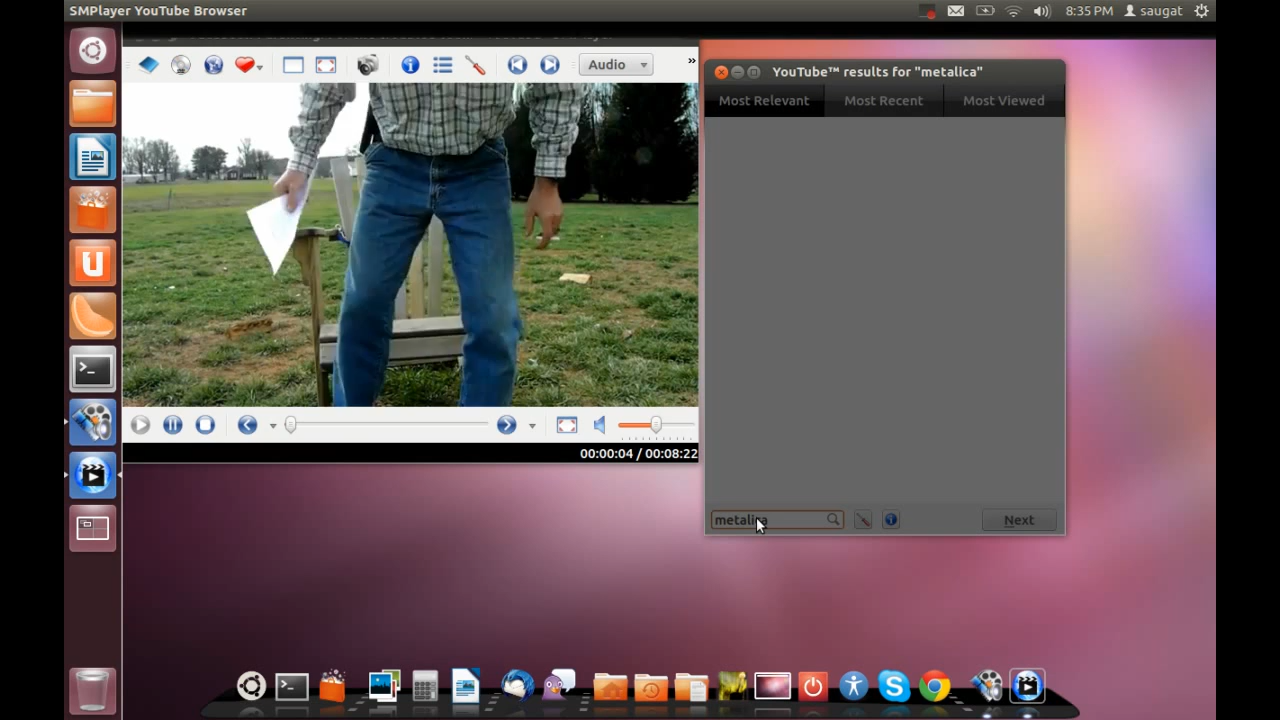 SMPlayer YouTube Browser
8:35 PM
saugat
Audio
»
YouTube™ results for "metalica"
Most Relevant
Most Recent
Most Viewed
00:00:04 / 00:08:22
metalica
Next